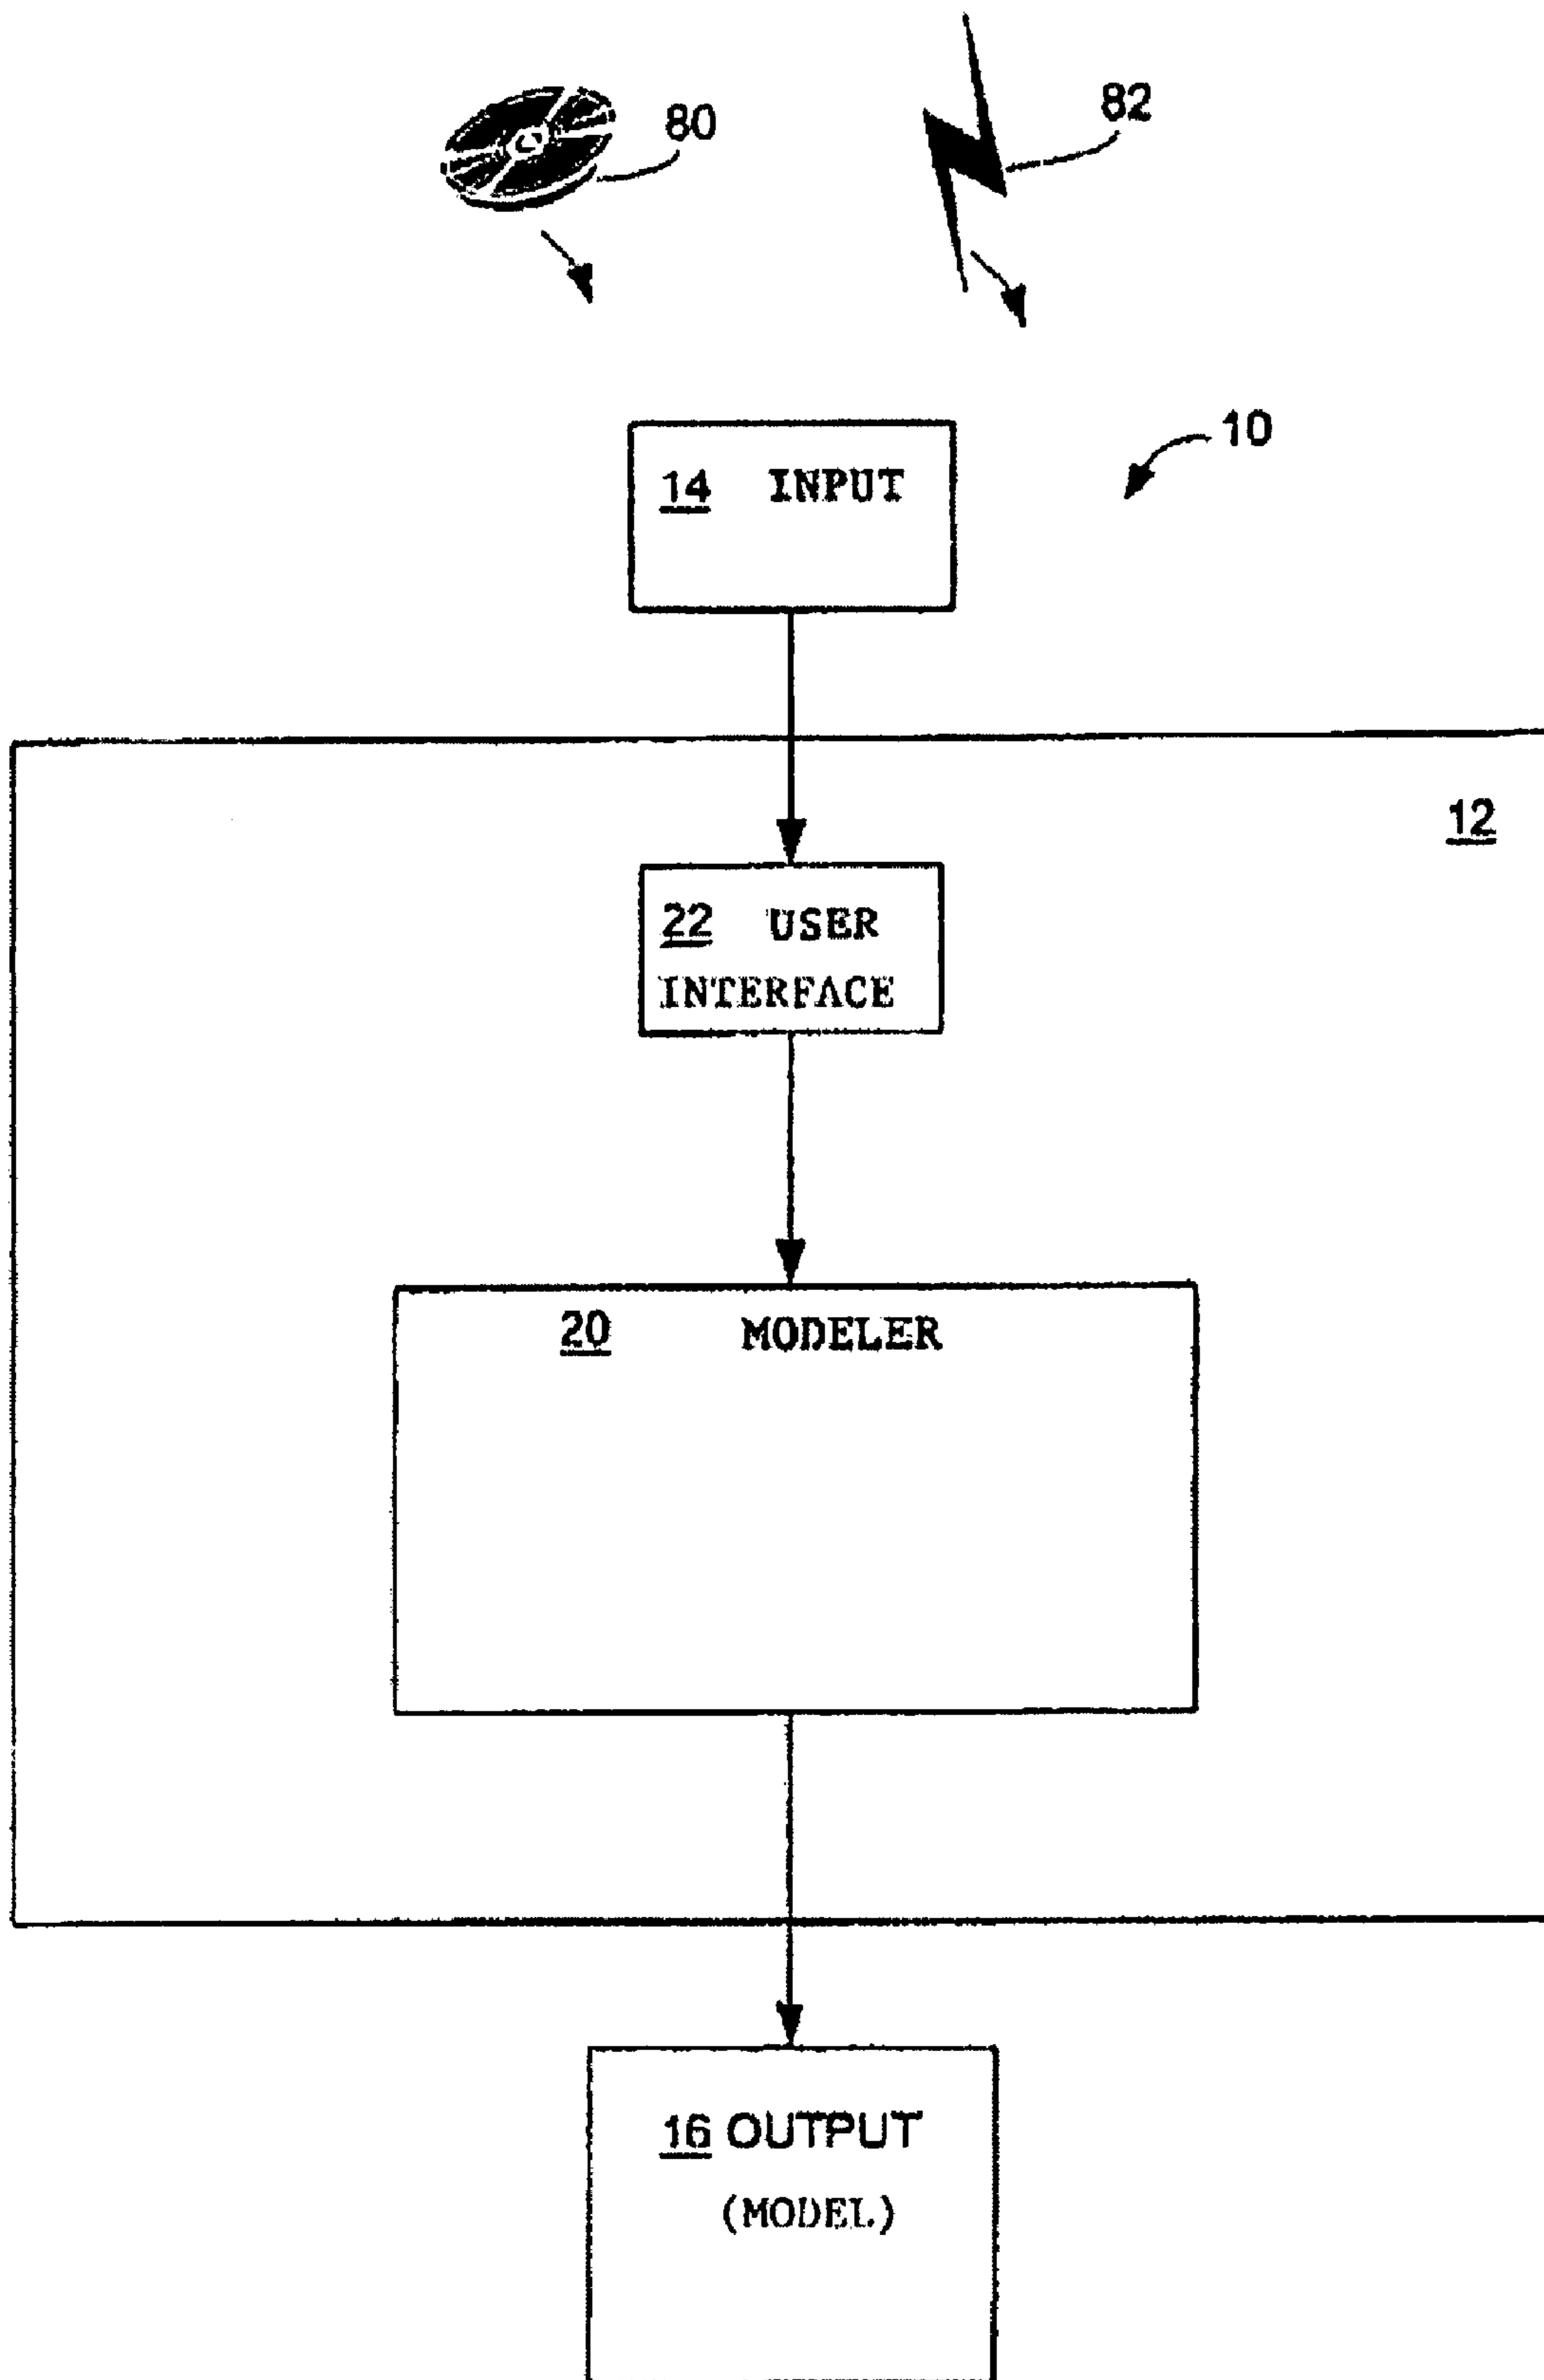 80
82
10
14 INPUT
12
22 USER
INTERFACE
20 MODELER
16 OUTPUT
(MODEL)